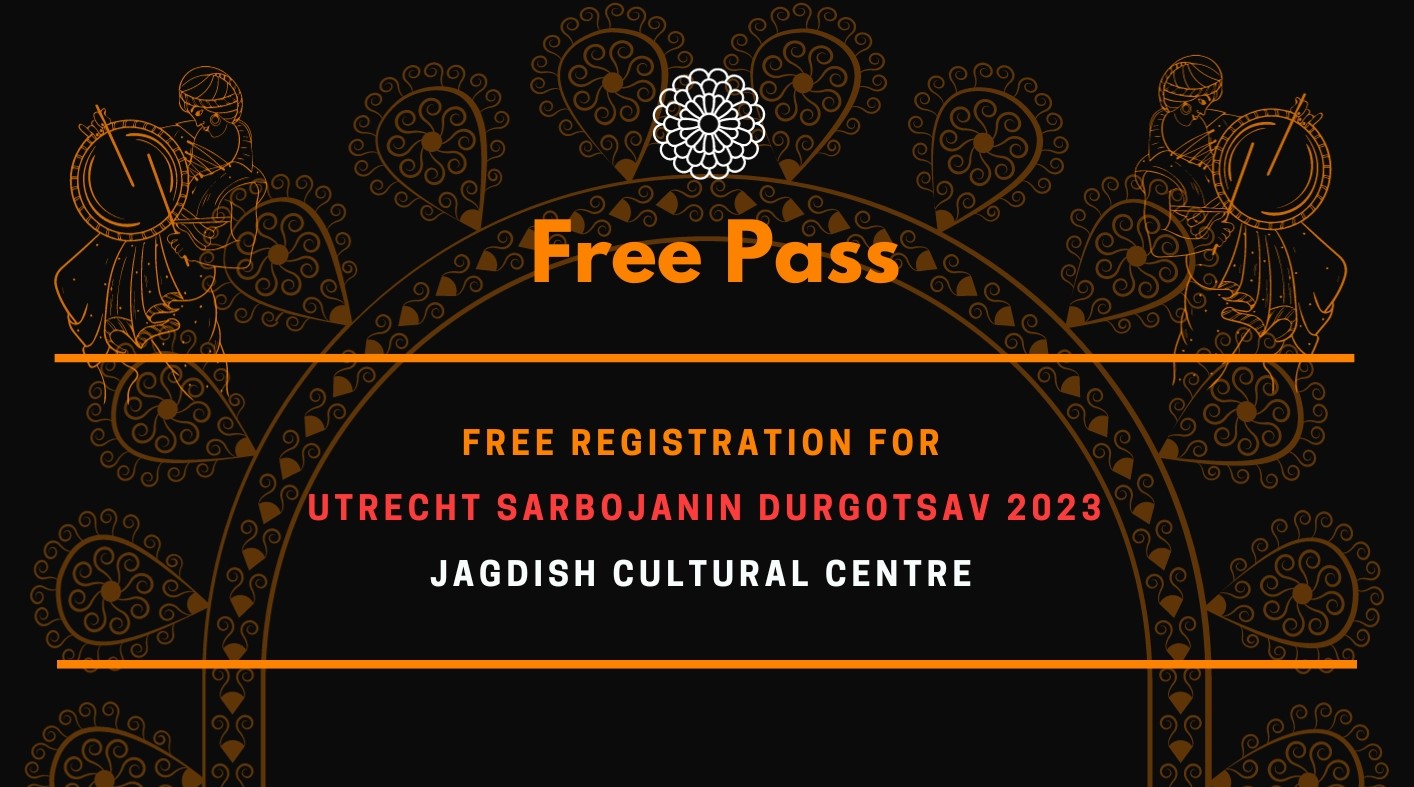 Free Pass
FREE REGISTRATION FOR
UTRECHT SARBOJANIN DURGOTSAV 2023
JAGDISH CULTURAL CENTRE